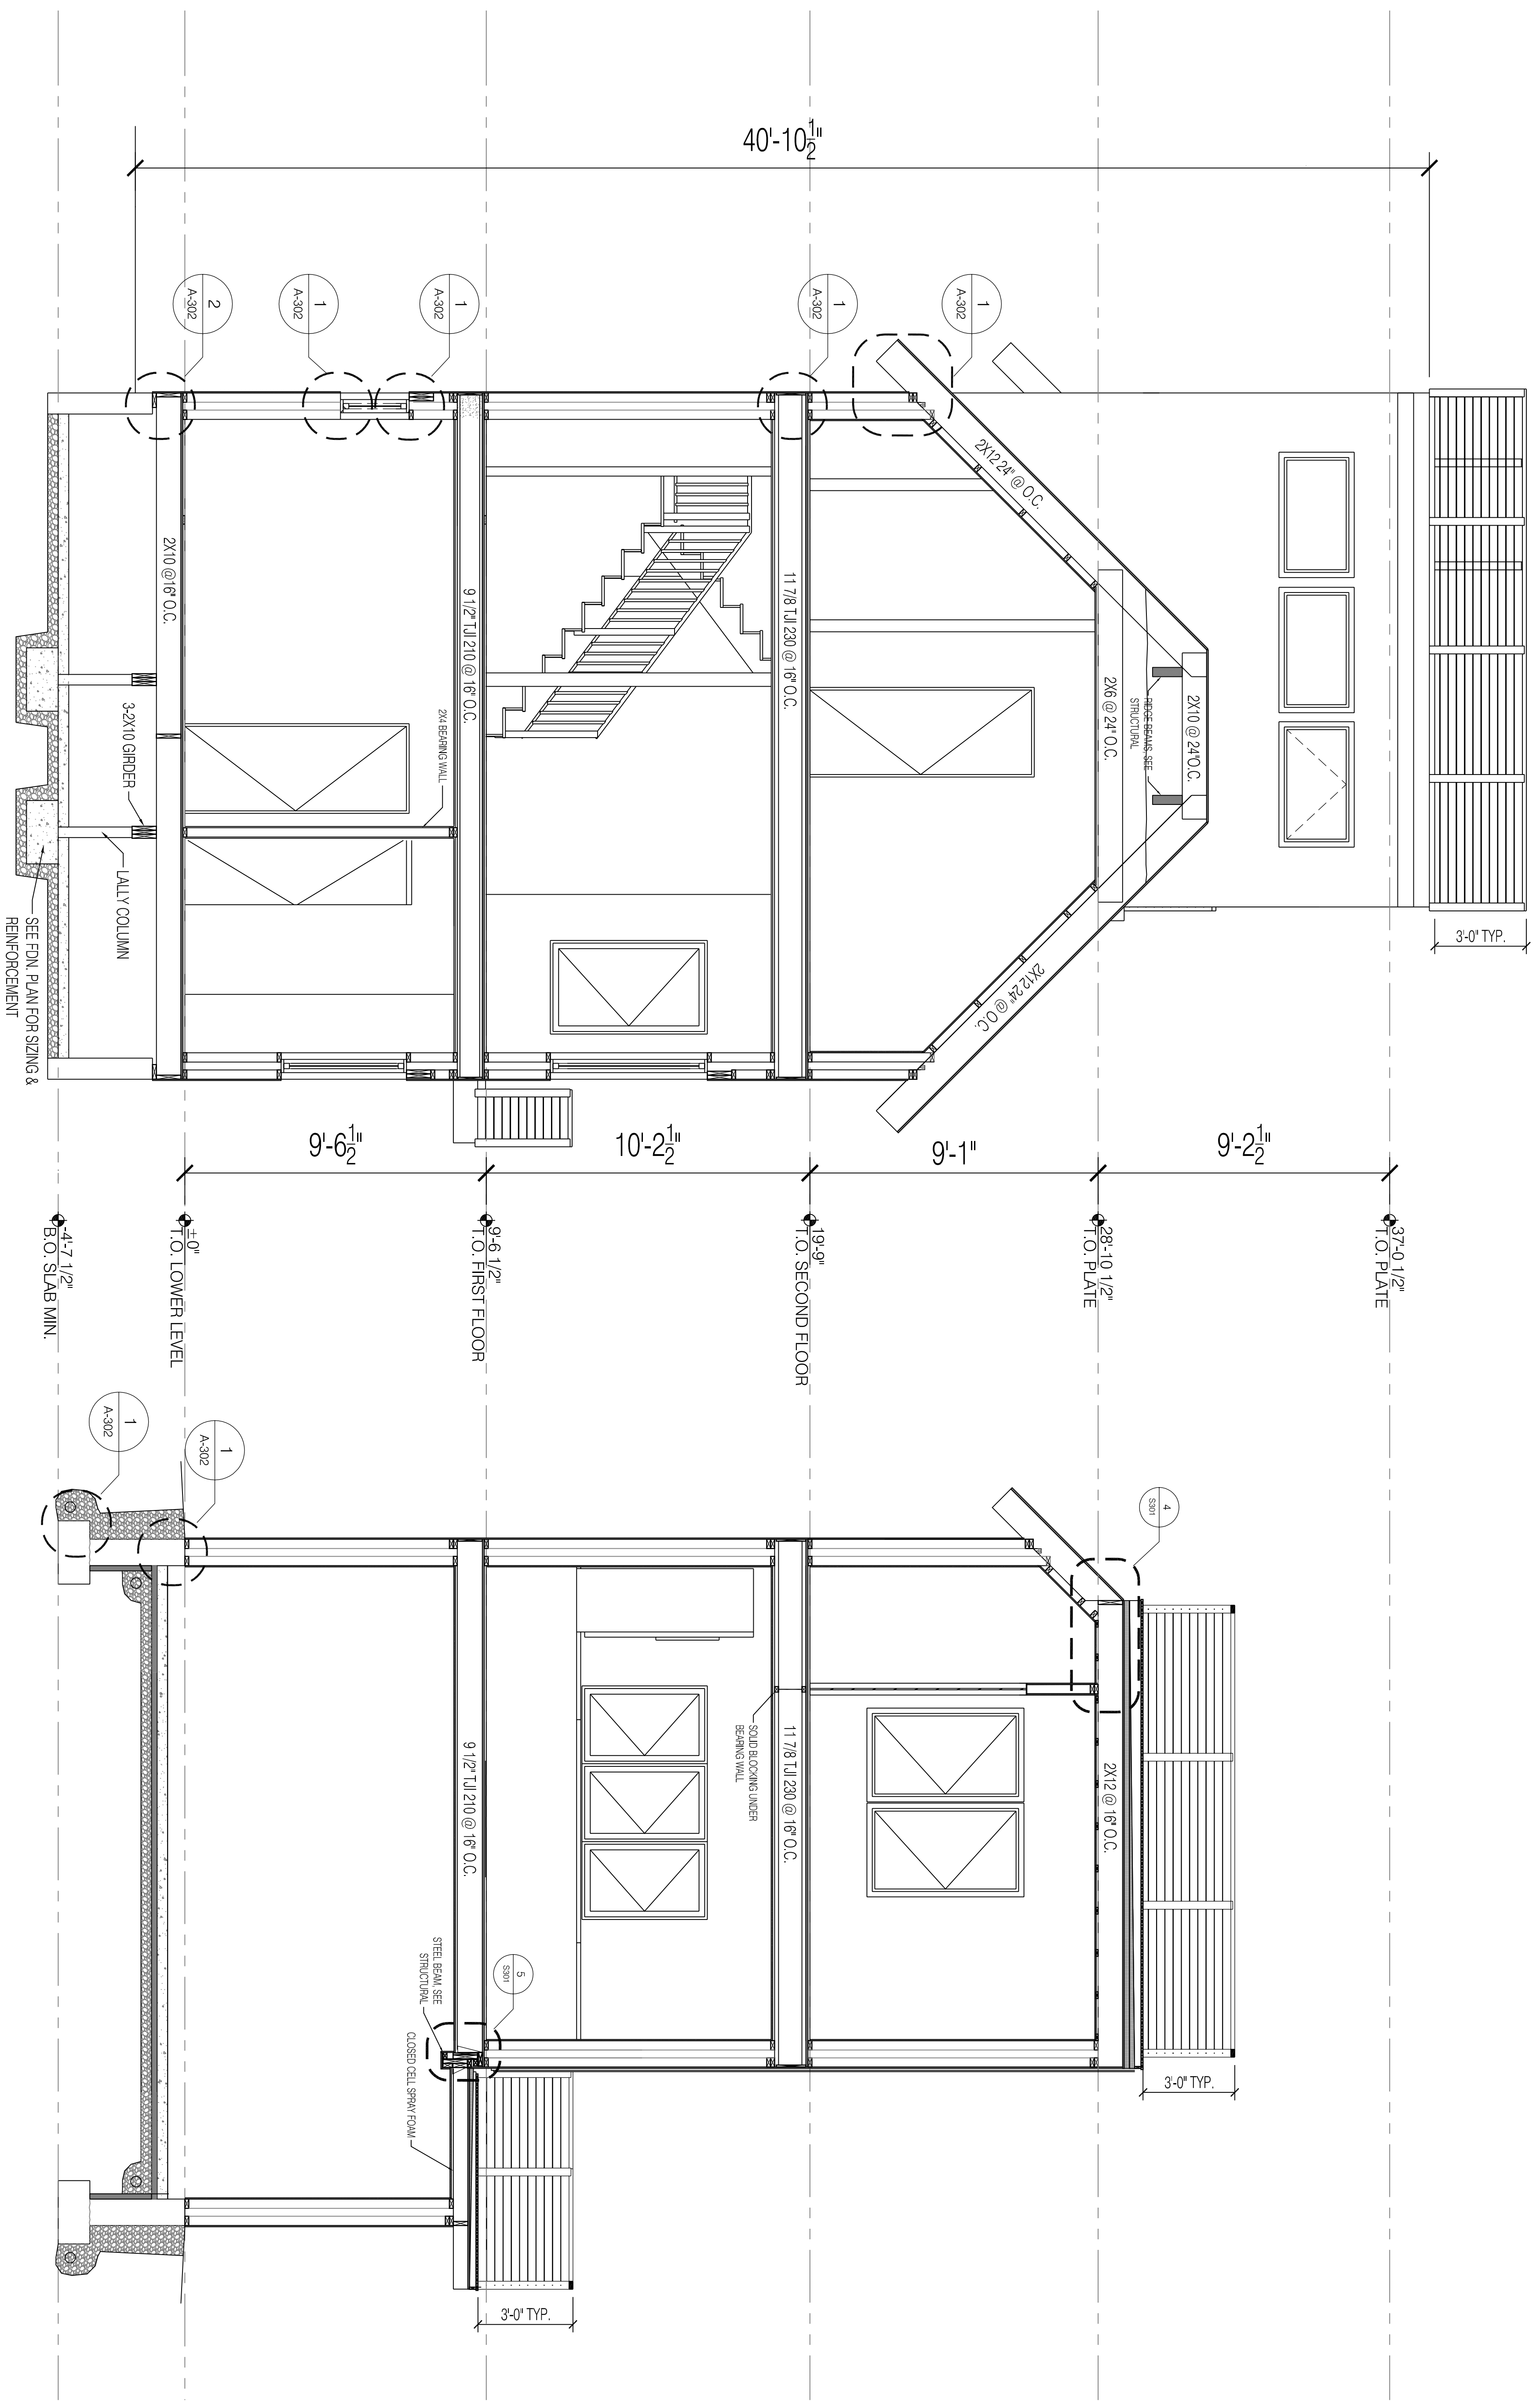 40'-10 1/2"
3'-0" TYP.
1
A-302
1
A-302
1
A-302
1
A-302
2
A-302
2X12 24" @ O.C.
2X10 @ 24"O.C.
RIDGE BEAMS, SEE
STRUCTURAL
2X6 @ 24" O.C.
2X12 24" @ O.C.
11 7/8 TJI 230 @ 16" O.C.
9 1/2" TJI 210 @ 16" O.C.
2X4 BEARING WALL
2X10 @16" O.C.
3-2X10 GIRDER
LALLY COLUMN
SEE FDN. PLAN FOR SIZING &
REINFORCEMENT
9'-2 1/2"
9'-1"
10'-2 1/2"
9'-6 1/2"
37'-0 1/2"
T.O. PLATE
28'-10 1/2"
T.O. PLATE
19'-9"
T.O. SECOND FLOOR
9'-6 1/2"
T.O. FIRST FLOOR
±0"
T.O. LOWER LEVEL
-4'-7 1/2"
B.O. SLAB MIN.
4
S301
3'-0" TYP.
2X12 @ 16" O.C.
11 7/8 TJI 230 @ 16" O.C.
SOLID BLOCKING UNDER
BEARING WALL
5
S301
9 1/2" TJI 210 @ 16" O.C.
STEEL BEAM, SEE
STRUCTURAL
CLOSED CELL SPRAY FOAM
3'-0" TYP.
1
A-302
1
A-302